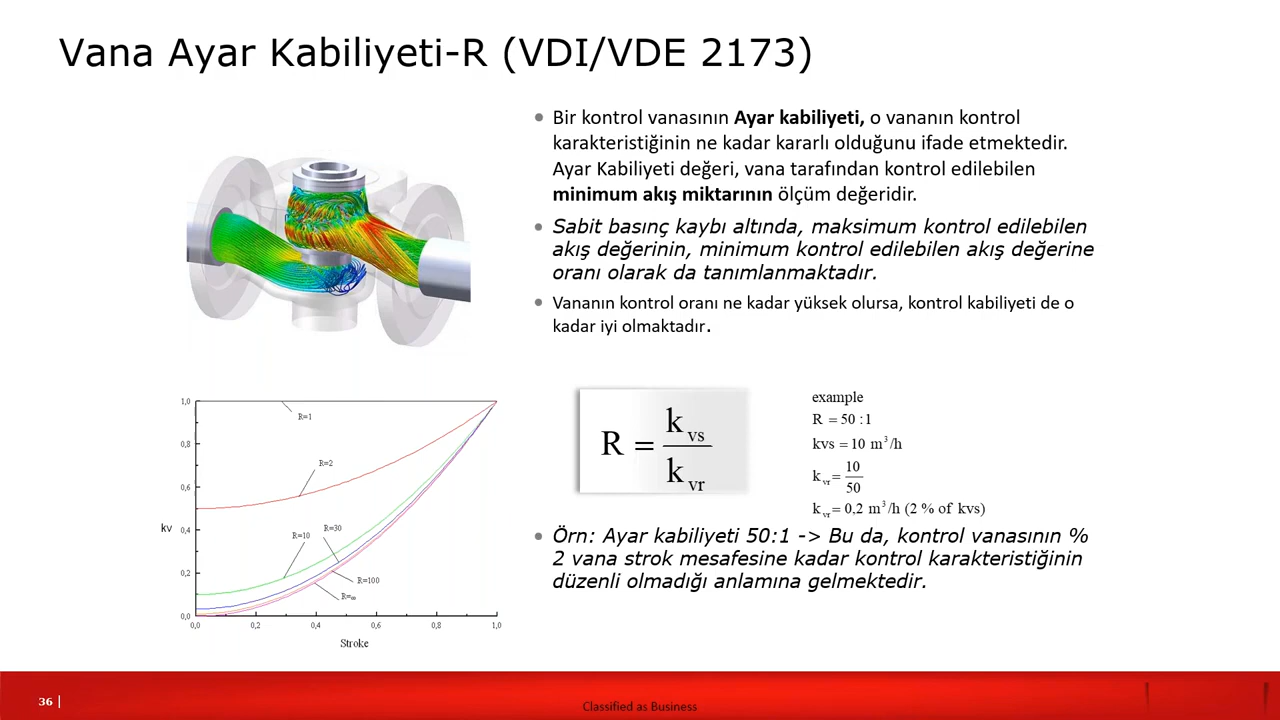 Vana Ayar Kabiliyeti-R (VDI/VDE 2173)
Bir kontrol vanasının Ayar kabiliyeti, o vananın kontrol
karakteristiğinin ne kadar kararlı olduğunu ifade etmektedir.
Ayar Kabiliyeti değeri, vana tarafından kontrol edilebilen
minimum akış miktarının ölçüm değeridir.
Sabit basınç kaybı altında, maksimum kontrol edilebilen
akış değerinin, minimum kontrol edilebilen akış değerine
oranı olarak da tanımlanmaktadır.
Vananın kontrol oranı ne kadar yüksek olursa, kontrol kabiliyeti de o
kadar iyi olmaktadır.
1,0
0,8
0,6
0,4
0,2
0,0
kv
R=1
R=2
R=30
R=10
R=100
R=∞
0,0 0,2 0,4 0,6 0,8 1,0
Stroke
R = k vs / k vr
example
R = 50 :1
kvs = 10 m³/h
k vr = 10 / 50
k vr = 0,2 m³/h (2 % of kvs)
Örn: Ayar kabiliyeti 50:1 -> Bu da, kontrol vanasının %
2 vana strok mesafesine kadar kontrol karakteristiğinin
düzenli olmadığı anlamına gelmektedir.
36 |
Classified as Business